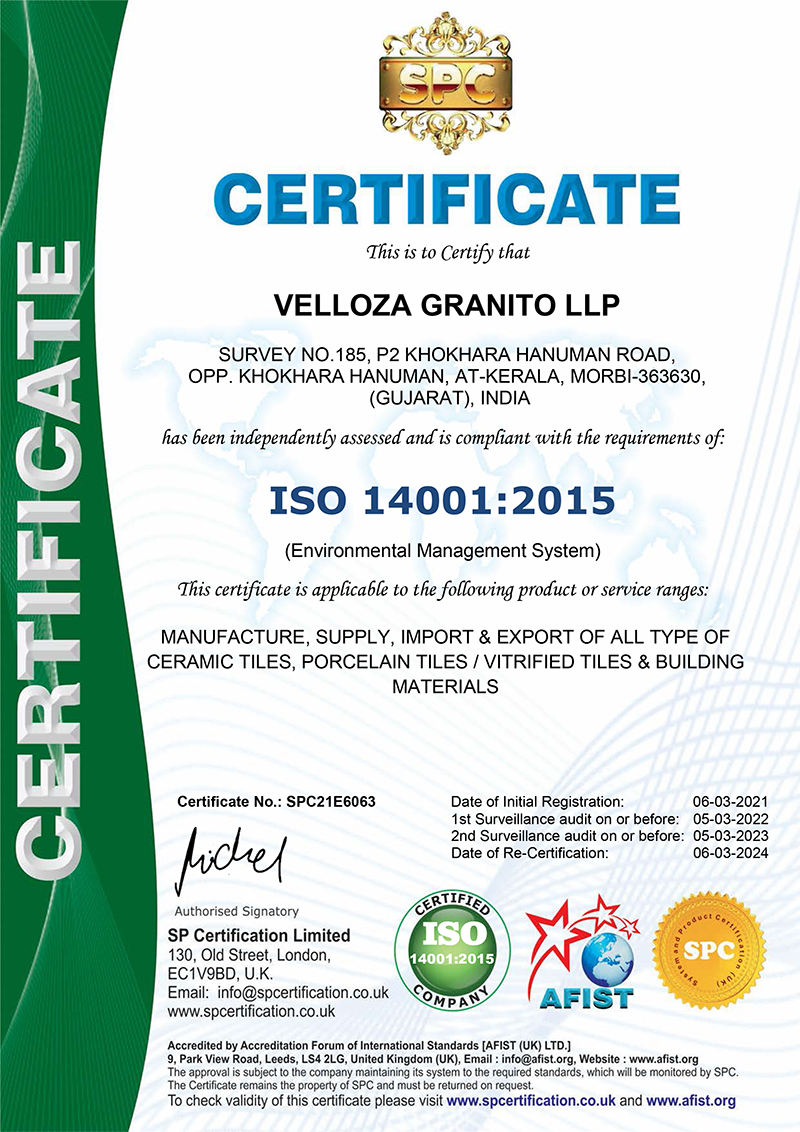 SPC
CERTIFICATE
CERTIFICATE
This is to Certify that
VELLOZA GRANITO LLP
SURVEY NO.185, P2 KHOKHARA HANUMAN ROAD,
OPP. KHOKHARA HANUMAN, AT-KERALA, MORBI-363630,
(GUJARAT), INDIA
has been independently assessed and is compliant with the requirements of:
ISO 14001:2015
(Environmental Management System)
This certificate is applicable to the following product or service ranges:
MANUFACTURE, SUPPLY, IMPORT & EXPORT OF ALL TYPE OF
CERAMIC TILES, PORCELAIN TILES / VITRIFIED TILES & BUILDING
MATERIALS
Certificate No.: SPC21E6063
Date of Initial Registration: 06-03-2021
1st Surveillance audit on or before: 05-03-2022
2nd Surveillance audit on or before: 05-03-2023
Date of Re-Certification: 06-03-2024
Michel
Authorised Signatory
SP Certification Limited
130, Old Street, London,
EC1V9BD, U.K.
Email: info@spcertification.co.uk
www.spcertification.co.uk
CERTIFIED
ISO
14001:2015
COMPANY
AFIST
System and Product Certification (UK)
SPC
Accredited by Accreditation Forum of International Standards [AFIST (UK) LTD.]
9, Park View Road, Leeds, LS4 2LG, United Kingdom (UK), Email : info@afist.org, Website : www.afist.org
The approval is subject to the company maintaining its system to the required standards, which will be monitored by SPC.
The Certificate remains the property of SPC and must be returned on request.
To check validity of this certificate please visit www.spcertification.co.uk and www.afist.org